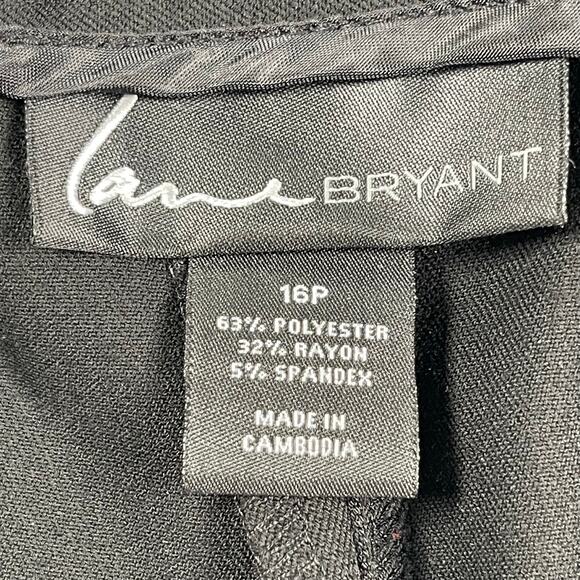 Lane BRYANT
16P
63% POLYESTER
32% RAYON
5% SPANDEX
MADE IN
CAMBODIA